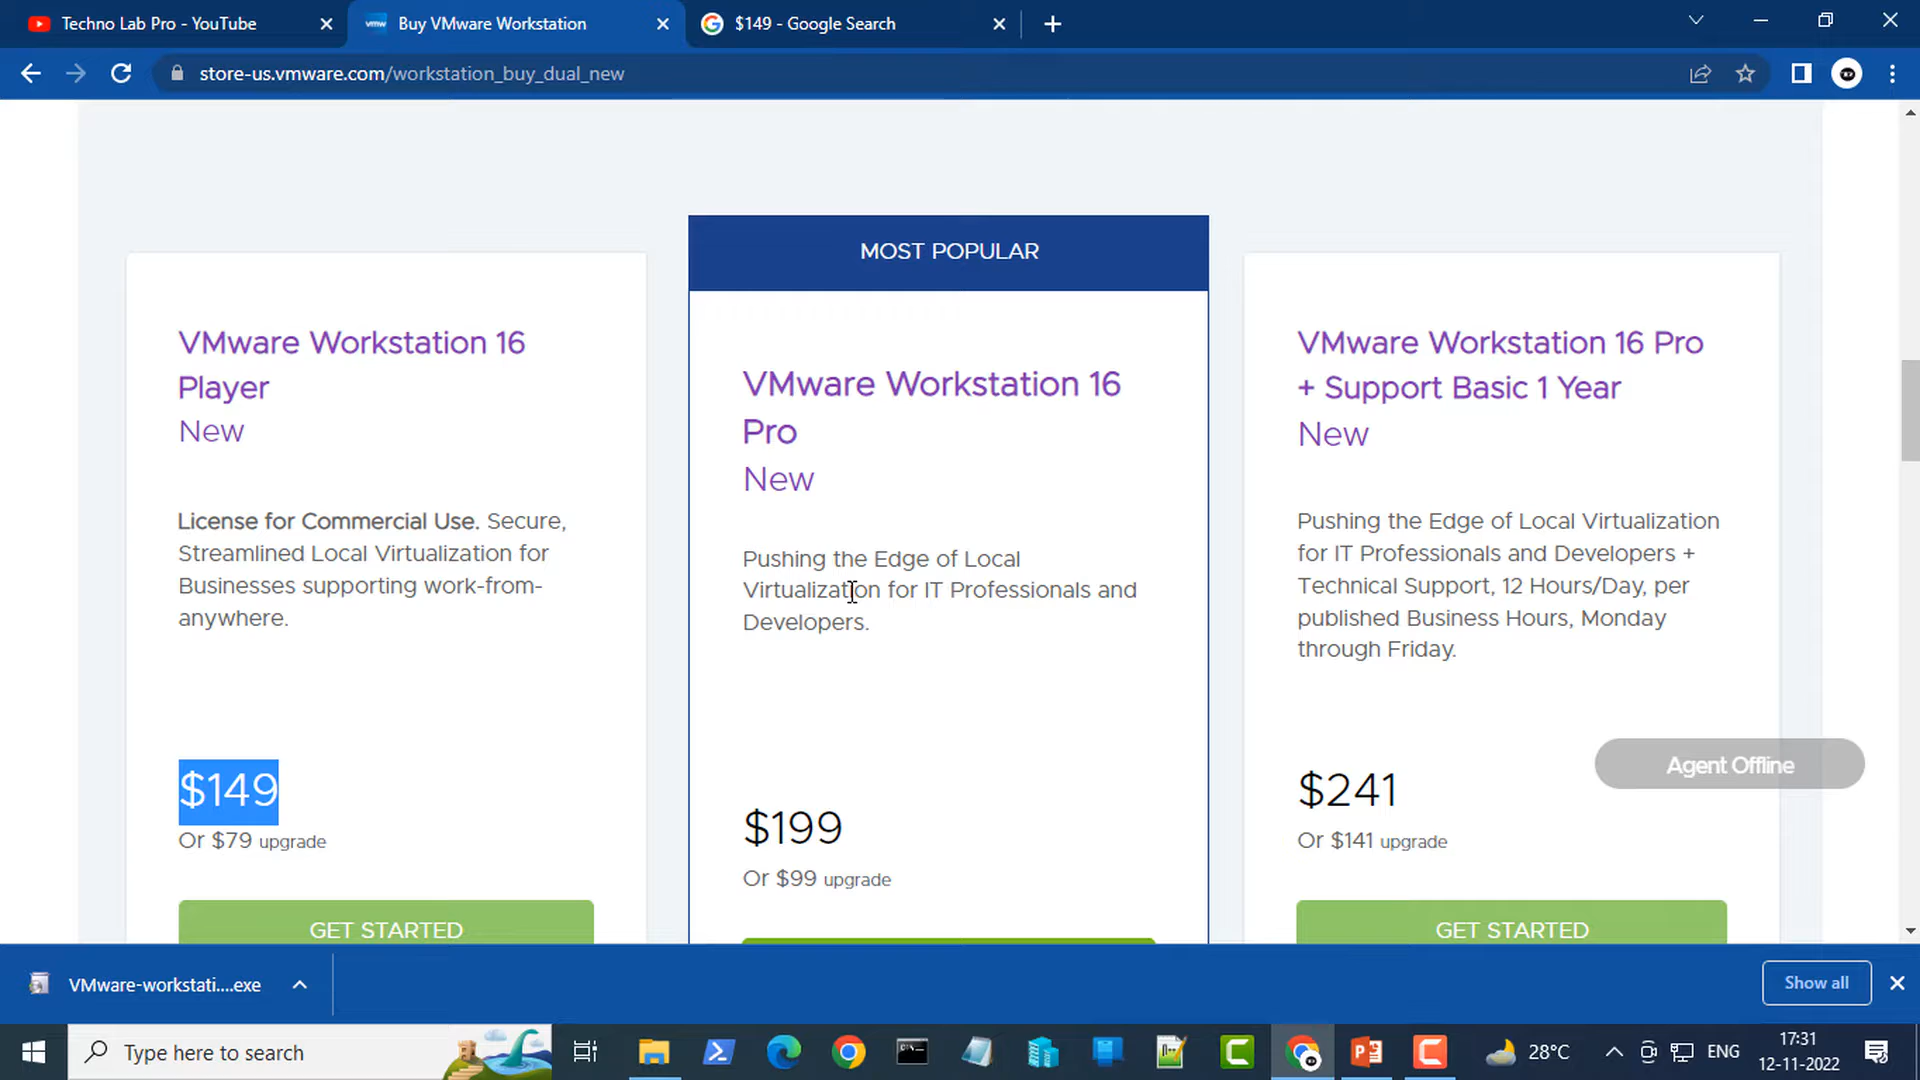 Techno Lab Pro - YouTube
vmw
Buy VMware Workstation
$149 - Google Search
store-us.vmware.com/workstation_buy_dual_new
MOST POPULAR
VMware Workstation 16
Player
New
License for Commercial Use. Secure,
Streamlined Local Virtualization for
Businesses supporting work-from-
anywhere.
$149
Or $79 upgrade
GET STARTED
VMware Workstation 16
Pro
New
Pushing the Edge of Local
Virtualization for IT Professionals and
Developers.
$199
Or $99 upgrade
VMware Workstation 16 Pro
+ Support Basic 1 Year
New
Pushing the Edge of Local Virtualization
for IT Professionals and Developers +
Technical Support, 12 Hours/Day, per
published Business Hours, Monday
through Friday.
$241
Or $141 upgrade
GET STARTED
Agent Offline
VMware-workstati....exe
Show all
Type here to search
28°C
ENG
17:31
12-11-2022